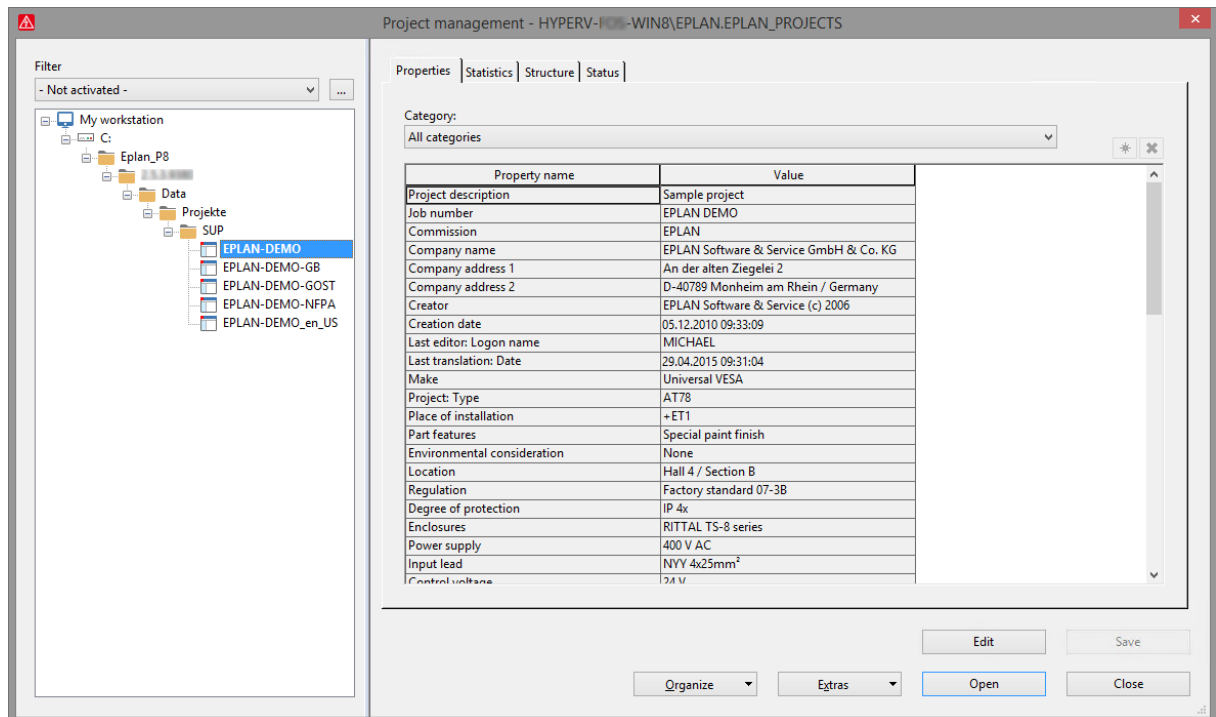 Project management - HYPERV- -WIN8\EPLAN.EPLAN_PROJECTS
Filter
- Not activated -
...
My workstation
C:
Eplan_P8
Data
Projekte
SUP
EPLAN-DEMO
EPLAN-DEMO-GB
EPLAN-DEMO-GOST
EPLAN-DEMO-NFPA
EPLAN-DEMO_en_US
Properties Statistics Structure Status
Category:
All categories
Property name Value
Project description Sample project
Job number EPLAN DEMO
Commission EPLAN
Company name EPLAN Software & Service GmbH & Co. KG
Company address 1 An der alten Ziegelei 2
Company address 2 D-40789 Monheim am Rhein / Germany
Creator EPLAN Software & Service (c) 2006
Creation date 05.12.2010 09:33:09
Last editor: Logon name MICHAEL
Last translation: Date 29.04.2015 09:31:04
Make Universal VESA
Project: Type AT78
Place of installation +ET1
Part features Special paint finish
Environmental consideration None
Location Hall 4 / Section B
Regulation Factory standard 07-3B
Degree of protection IP 4x
Enclosures RITTAL TS-8 series
Power supply 400 V AC
Input lead NYY 4x25mm²
Control voltage 24 V
Edit Save
Organize Extras Open Close